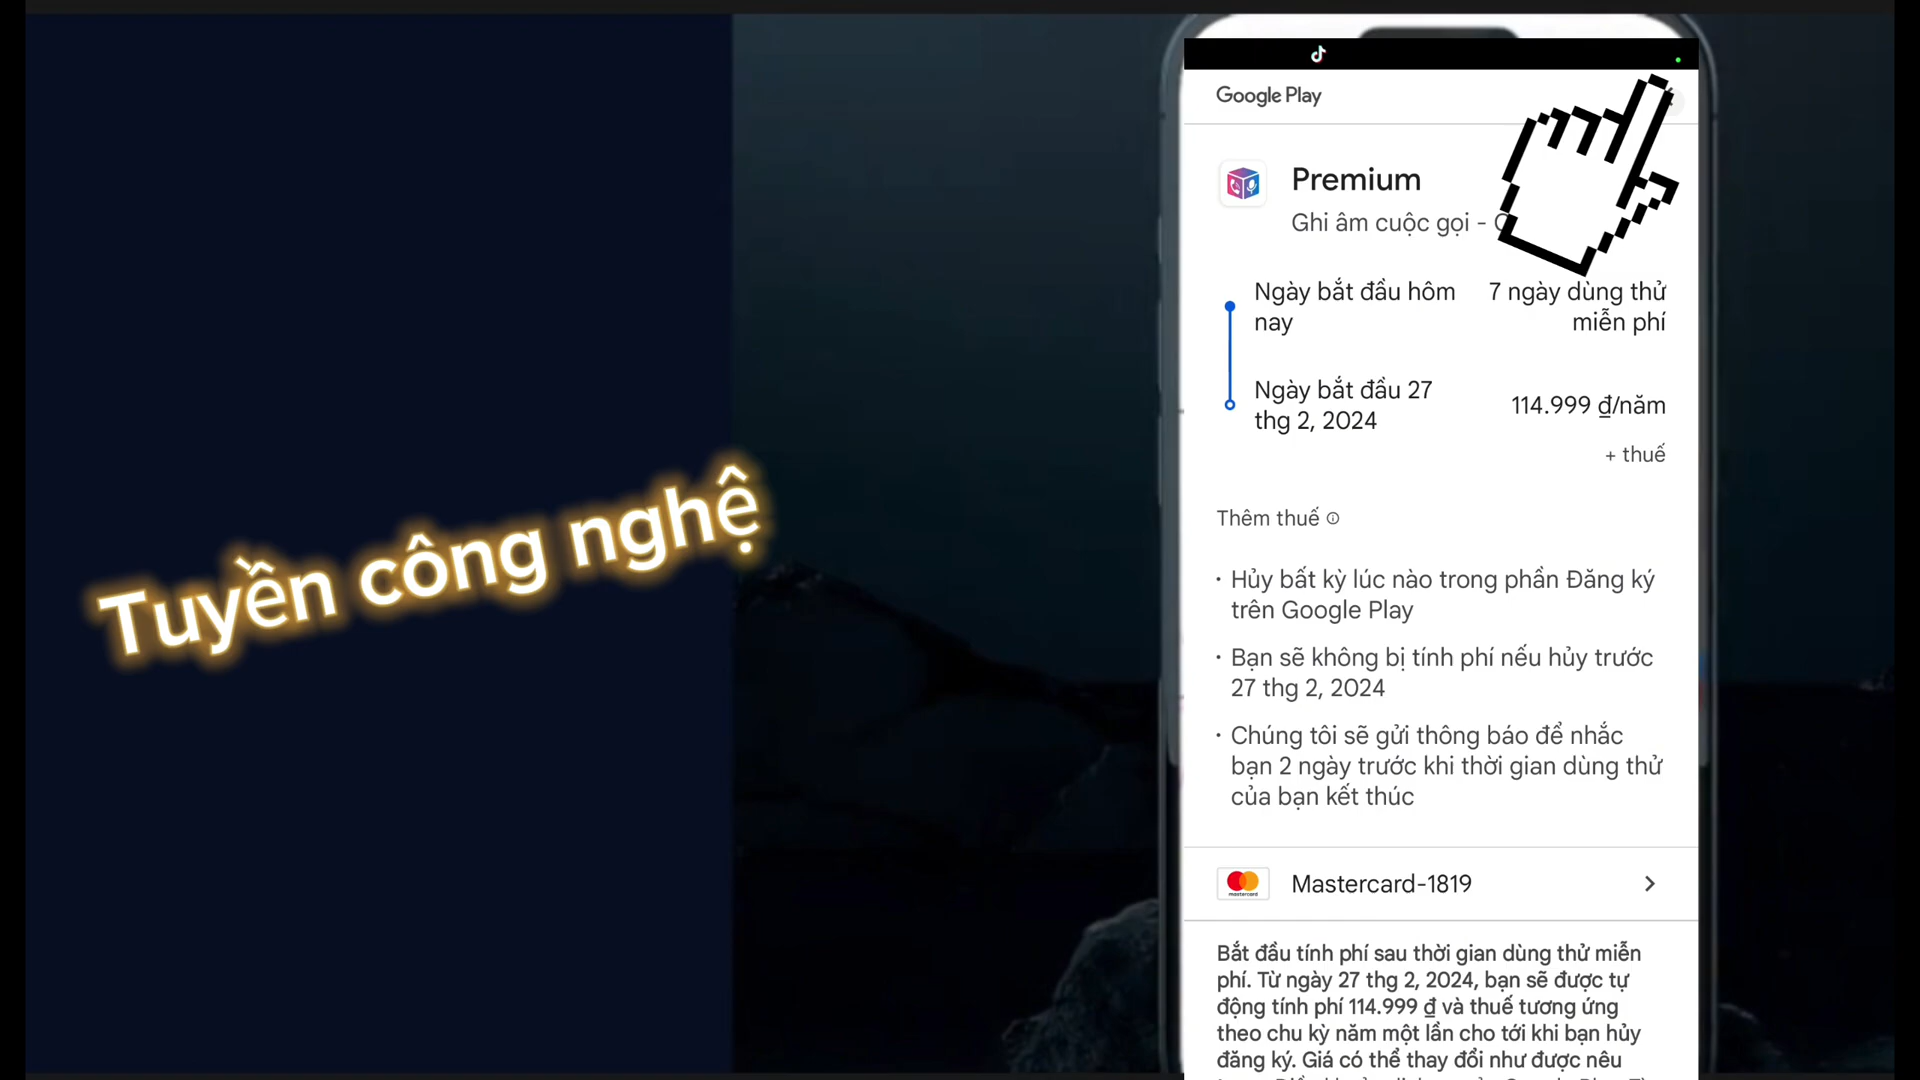 Tuyền công nghệ
Google Play
Premium
Ghi âm cuộc gọi -
Ngày bắt đầu hôm
nay
7 ngày dùng thử
miễn phí
Ngày bắt đầu 27
thg 2, 2024
114.999 ₫/năm
+ thuế
Thêm thuế
• Hủy bất kỳ lúc nào trong phần Đăng ký
trên Google Play
• Bạn sẽ không bị tính phí nếu hủy trước
27 thg 2, 2024
• Chúng tôi sẽ gửi thông báo để nhắc
bạn 2 ngày trước khi thời gian dùng thử
của bạn kết thúc
mastercard
Mastercard-1819
Bắt đầu tính phí sau thời gian dùng thử miễn
phí. Từ ngày 27 thg 2, 2024, bạn sẽ được tự
động tính phí 114.999 ₫ và thuế tương ứng
theo chu kỳ năm một lần cho tới khi bạn hủy
đăng ký. Giá có thể thay đổi như được nêu